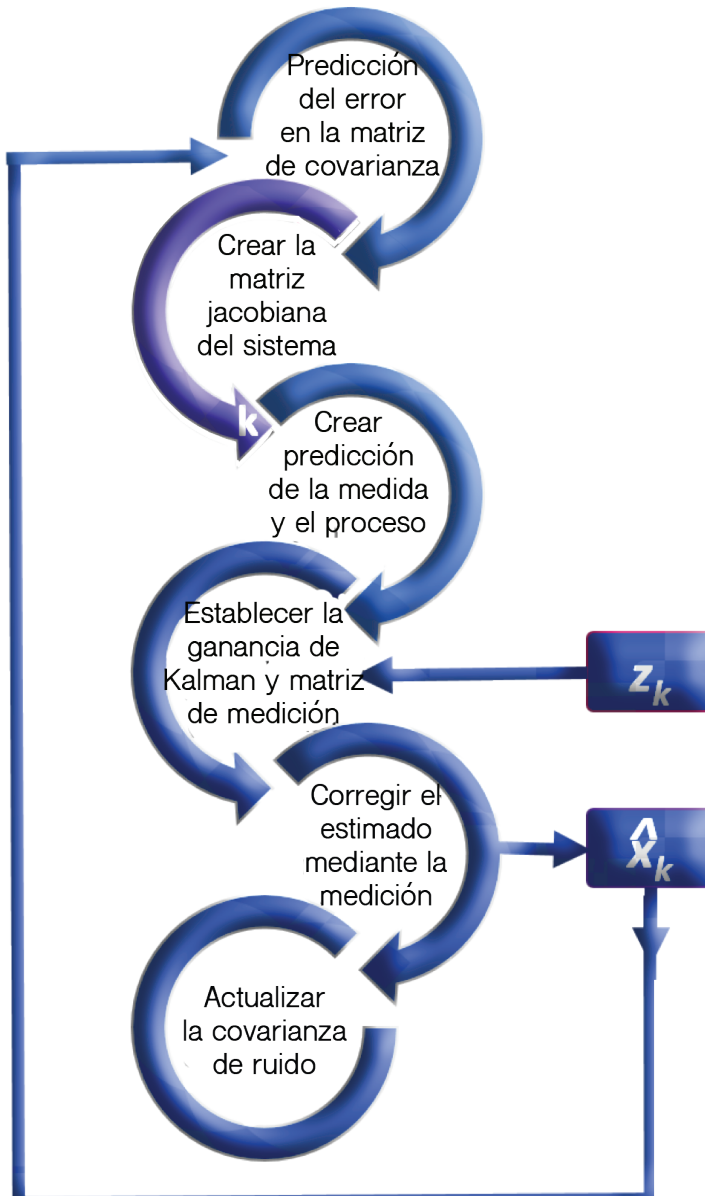 Predicción
del error
en la matriz
de covarianza
Crear la
matriz
jacobiana
del sistema
k
Crear
predicción
de la medida
y el proceso
Establecer la
ganancia de
Kalman y matriz
de medición
z_k
Corregir el
estimado
mediante la
medición
x̂_k
Actualizar
la covarianza
de ruido